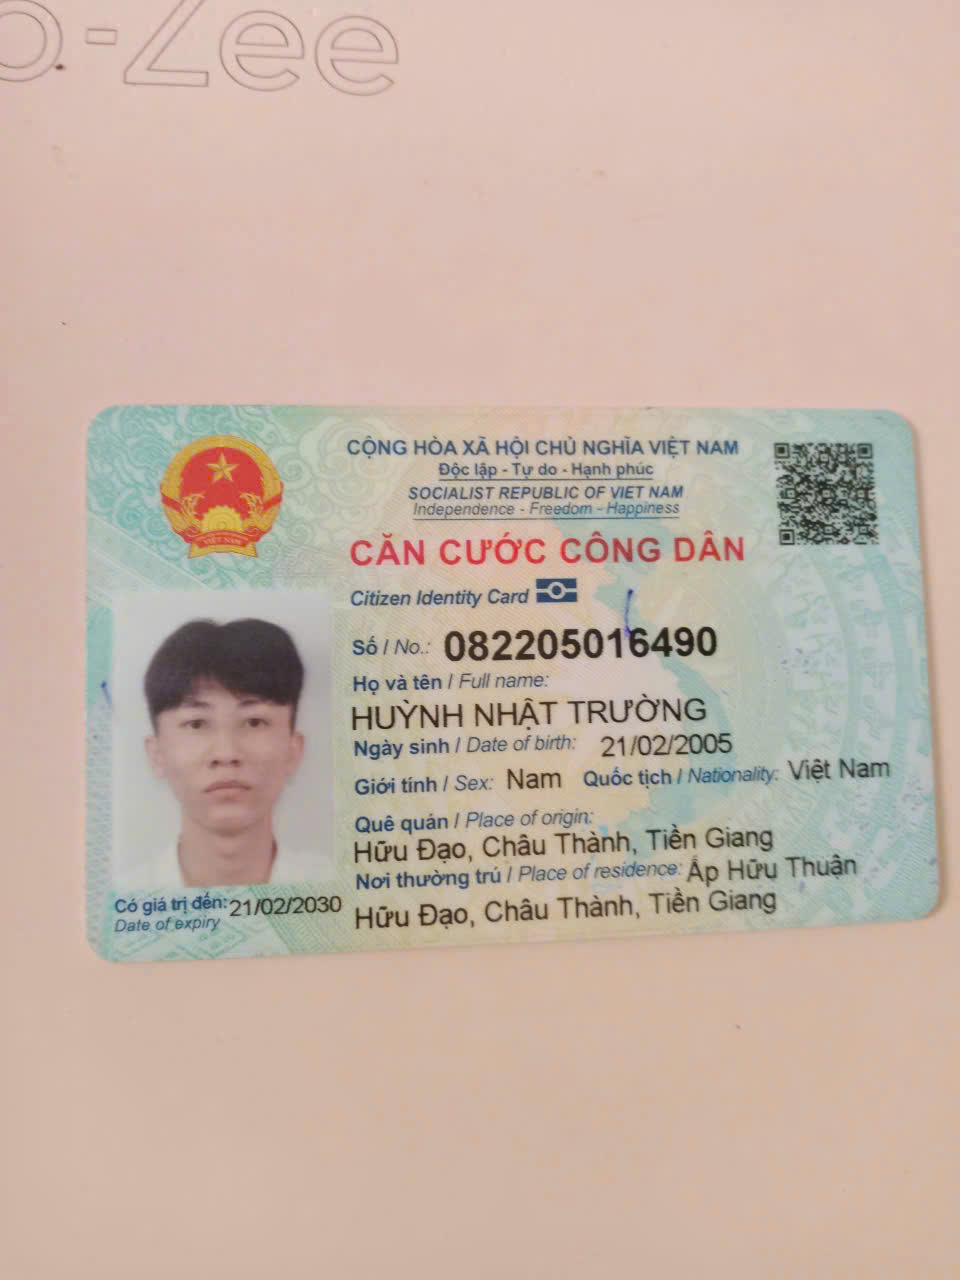 -Zee
CỘNG HÒA XÃ HỘI CHỦ NGHĨA VIỆT NAM
Độc lập - Tự do - Hạnh phúc
SOCIALIST REPUBLIC OF VIET NAM
Independence - Freedom - Happiness
CĂN CƯỚC CÔNG DÂN
Citizen Identity Card
Số / No.: 082205016490
Họ và tên / Full name:
HUỲNH NHẬT TRƯỜNG
Ngày sinh / Date of birth: 21/02/2005
Giới tính / Sex: Nam Quốc tịch / Nationality: Việt Nam
Quê quán / Place of origin:
Hữu Đạo, Châu Thành, Tiền Giang
Nơi thường trú / Place of residence: Ấp Hữu Thuận
Hữu Đạo, Châu Thành, Tiền Giang
Có giá trị đến: 21/02/2030
Date of expiry
VIỆT NAM